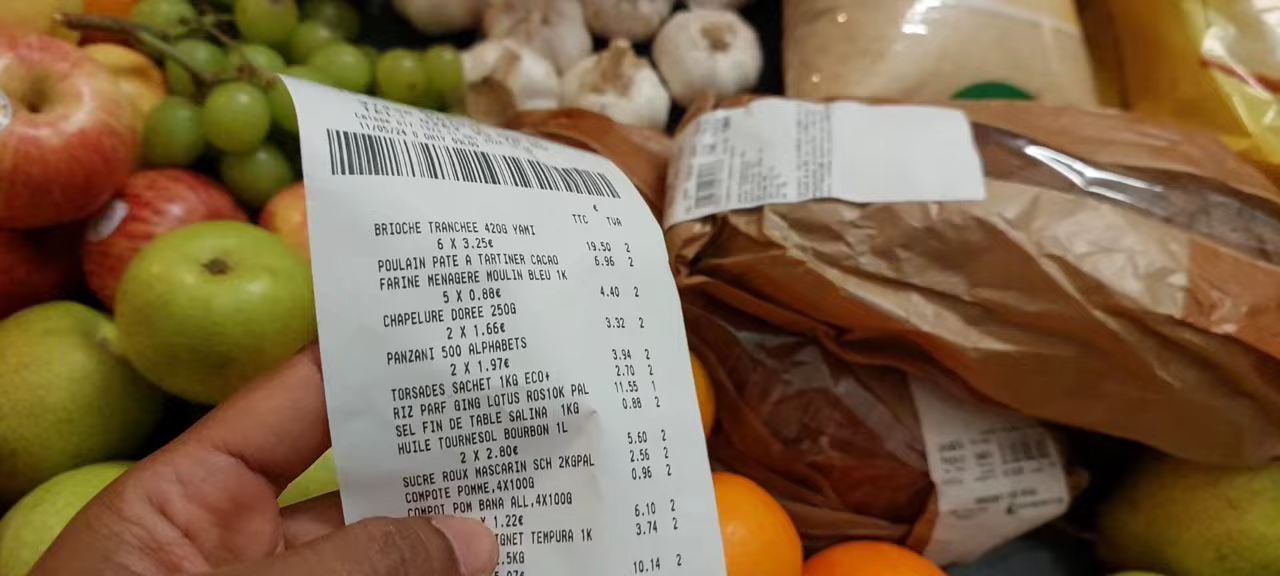 €
TTC TVA
BRIOCHE TRANCHEE 420G YAMI
6 X 3.25€ 19.50 2
POULAIN PATE A TARTINER CACAO 6.96 2
FARINE MENAGERE MOULIN BLEU 1K
5 X 0.88€ 4.40 2
CHAPELURE DOREE 250G
2 X 1.66€ 3.32 2
PANZANI 500 ALPHABETS
2 X 1.97€ 3.94 2
TORSADES SACHET 1KG ECO+ 2.70 2
RIZ PARF GING LOTUS ROS10K PAL 11.55 1
SEL FIN DE TABLE SALINA 1KG 0.88 2
HUILE TOURNESOL BOURBON 1L
2 X 2.80€ 5.60 2
SUCRE ROUX MASCARIN SCH 2KGPAL 2.56 2
COMPOTE POMME,4X100G 0.96 2
COMPOT POM BANA ALL,4X100G
X 1.22€ 6.10 2
IGNET TEMPURA 1K 3.74 2
.5KG
10.14 2